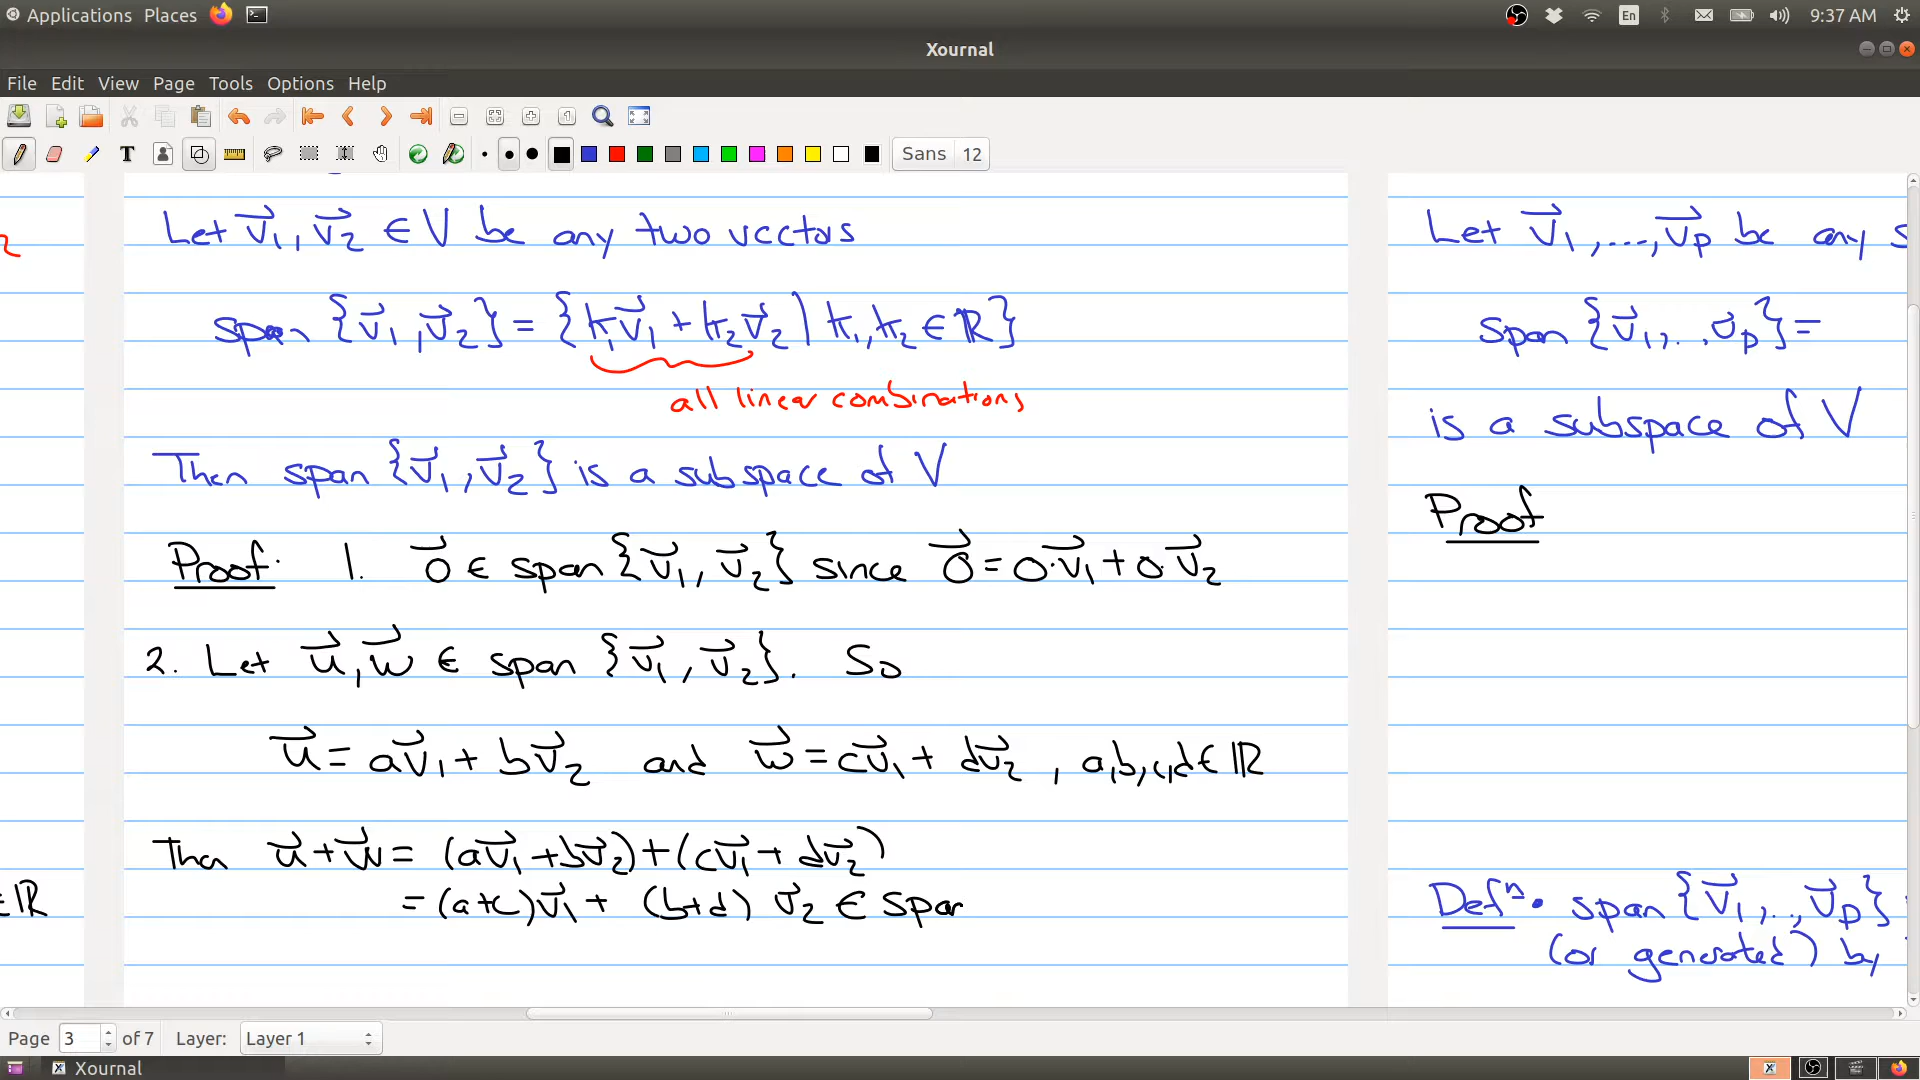 Applications Places En 9:37 AM
Xournal
File Edit View Page Tools Options Help
T Sans 12
2
Let v⃗₁, v⃗₂ ∈ V be any two vectors
span {v⃗₁, v⃗₂} = {k₁v⃗₁ + k₂v⃗₂ | k₁, k₂ ∈ ℝ}
all linear combinations
Then span {v⃗₁, v⃗₂} is a subspace of V
Proof: 1. 0⃗ ∈ span {v⃗₁, v⃗₂} since 0⃗ = 0·v⃗₁ + 0·v⃗₂
2. Let u⃗, w⃗ ∈ span {v⃗₁, v⃗₂}. So
u⃗ = av⃗₁ + bv⃗₂ and w⃗ = cv⃗₁ + dv⃗₂, a,b,c,d ∈ ℝ
Then u⃗ + w⃗ = (av⃗₁ + bv⃗₂) + (cv⃗₁ + dv⃗₂)
= (a+c)v⃗₁ + (b+d) v⃗₂ ∈ span
∈ℝ
Let v⃗₁, ..., v⃗p be any s
span {v⃗₁, .., v⃗p} =
is a subspace of V
Proof
Defⁿ • span {v⃗₁, .., v⃗p}
(or generated) by
Page 3 of 7 Layer: Layer 1
Xournal